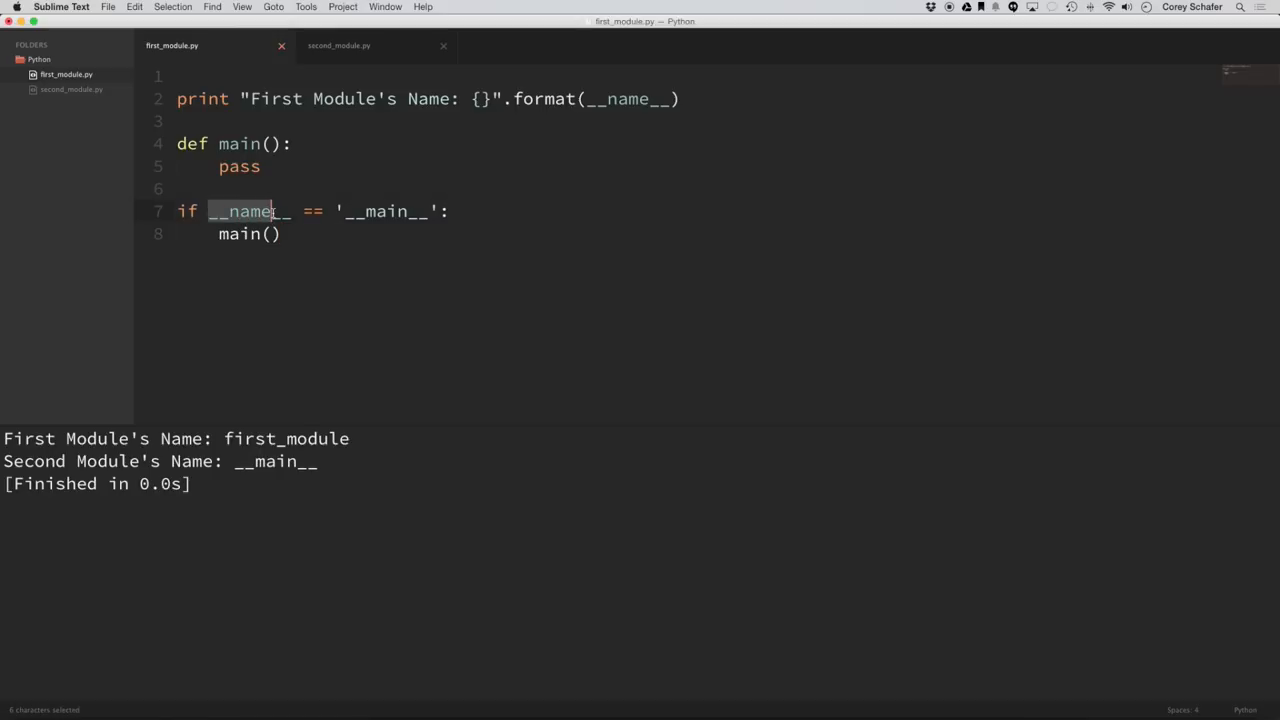 Sublime Text File Edit Selection Find View Goto Tools Project Window Help Corey Schafer
first_module.py — Python
FOLDERS
Python
first_module.py
second_module.py
first_module.py second_module.py
1
2 print "First Module's Name: {}".format(__name__)
3
4 def main():
5     pass
6
7 if __name__ == '__main__':
8     main()
First Module's Name: first_module
Second Module's Name: __main__
[Finished in 0.0s]
6 characters selected Spaces: 4 Python